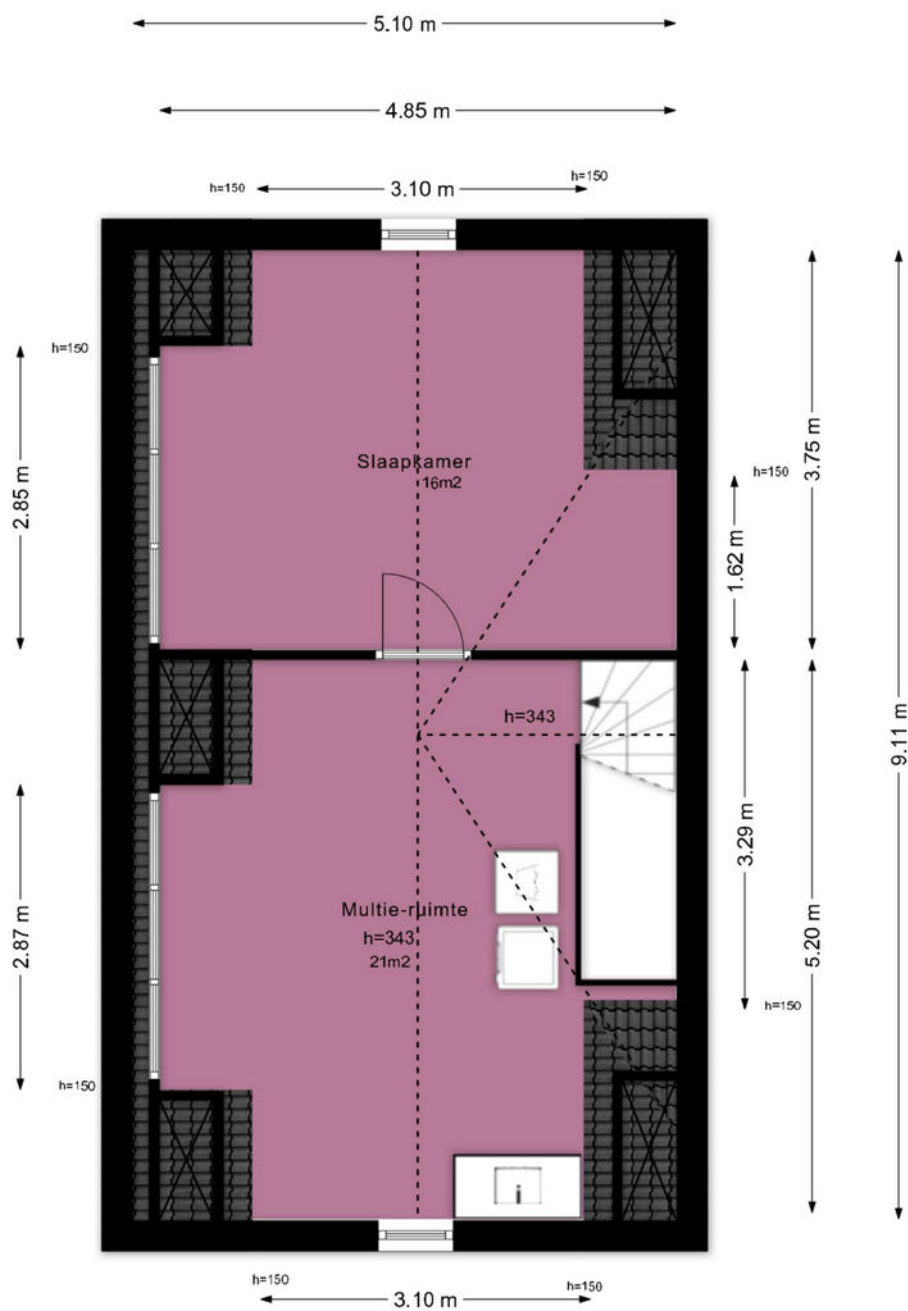 5.10 m
4.85 m
h=150
3.10 m
h=150
h=150
2.85 m
Slaapkamer
16m2
h=150
1.62 m
3.75 m
9.11 m
h=343
3.29 m
5.20 m
2.87 m
Multie-ruimte
h=343
21m2
h=150
h=150
h=150
3.10 m
h=150